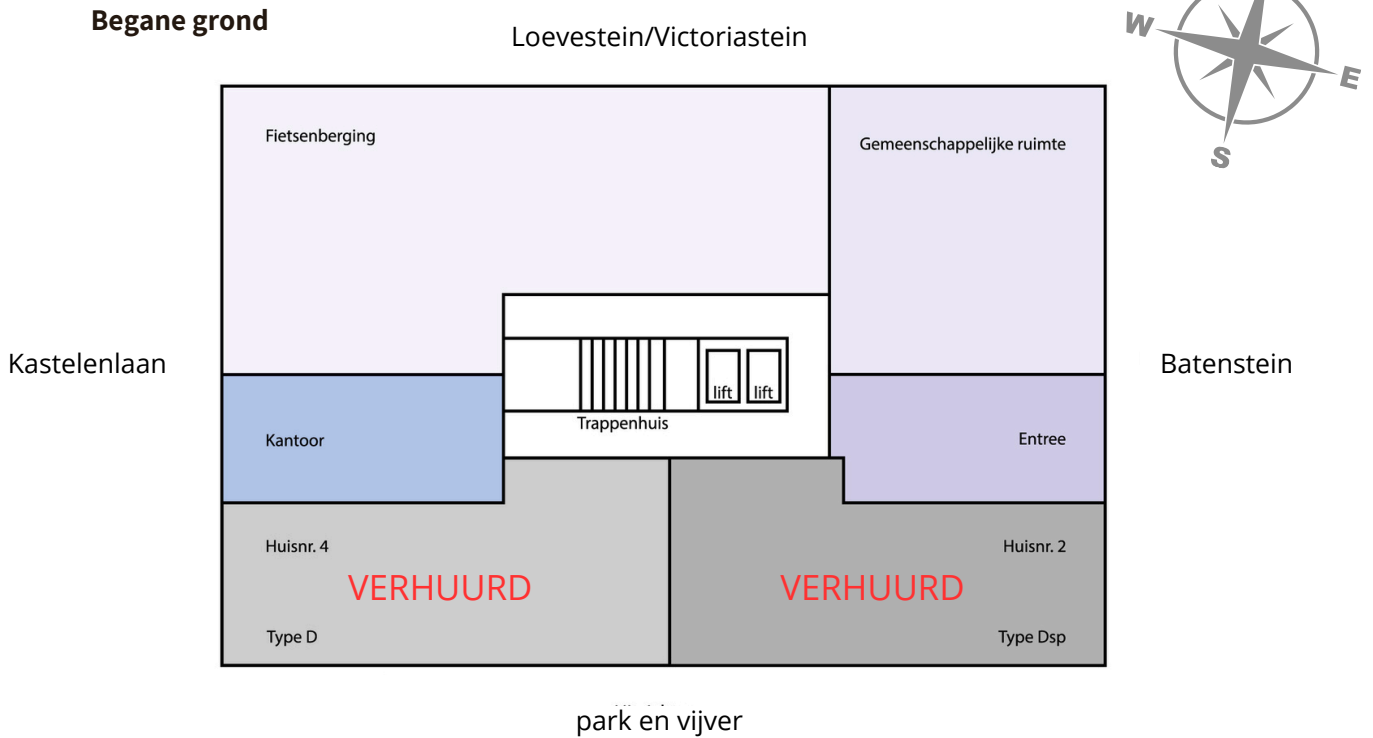 Begane grond
Loevestein/Victoriastein
W
E
S
Fietsenberging
Gemeenschappelijke ruimte
Kastelenlaan
Batenstein
lift
lift
Trappenhuis
Kantoor
Entree
Huisnr. 4
Huisnr. 2
VERHUURD
VERHUURD
Type D
Type Dsp
park en vijver